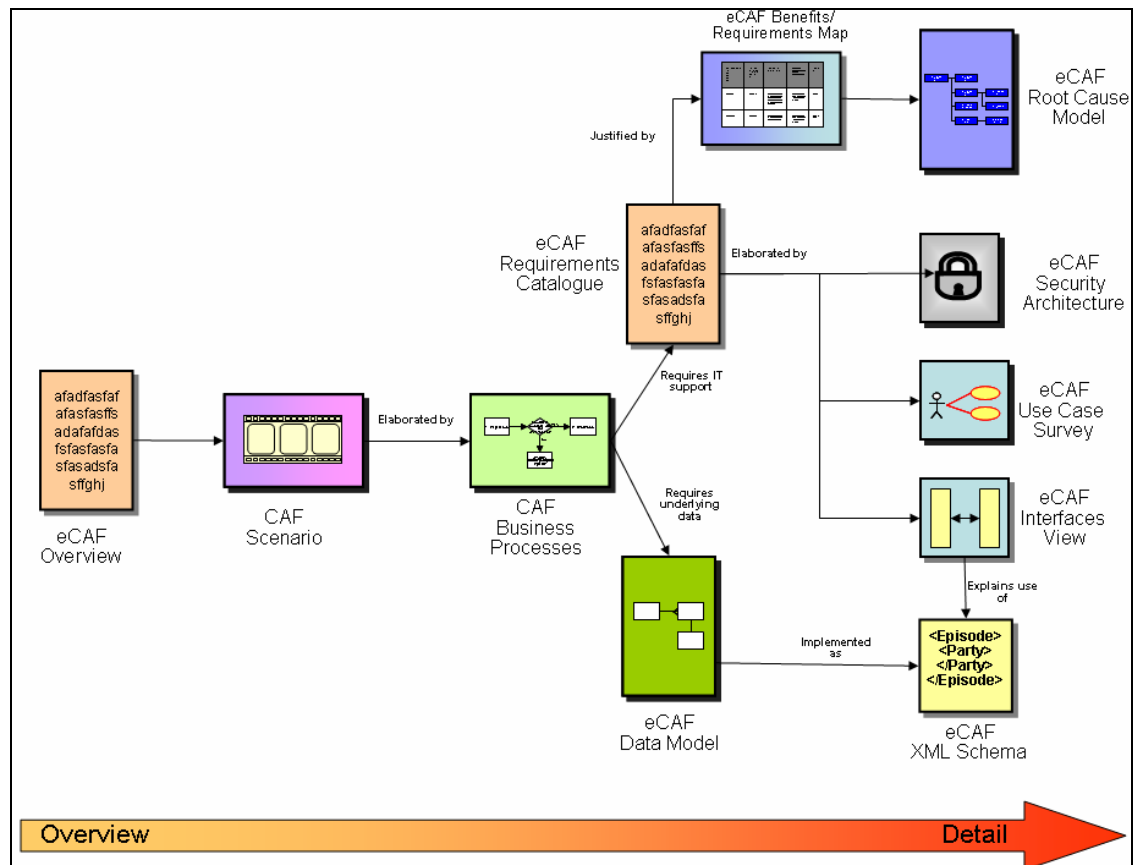 eCAF Benefits/
Requirements Map
eCAF
Root Cause
Model
Justified by
afadfasfaf
afasfasffs
adafafdas
fsfasfasfa
sfasadsfa
sffghj
eCAF
Requirements
Catalogue
Elaborated by
eCAF
Security
Architecture
Requires IT
support
eCAF
Use Case
Survey
afadfasfaf
afasfasffs
adafafdas
fsfasfasfa
sfasadsfa
sffghj
eCAF
Overview
CAF
Scenario
Elaborated by
CAF
Business
Processes
Requires
underlying
data
eCAF
Interfaces
View
Explains use
of
Implemented
as
<Episode>
<Party>
</Party>
</Episode>
eCAF
Data Model
eCAF
XML Schema
Overview
Detail